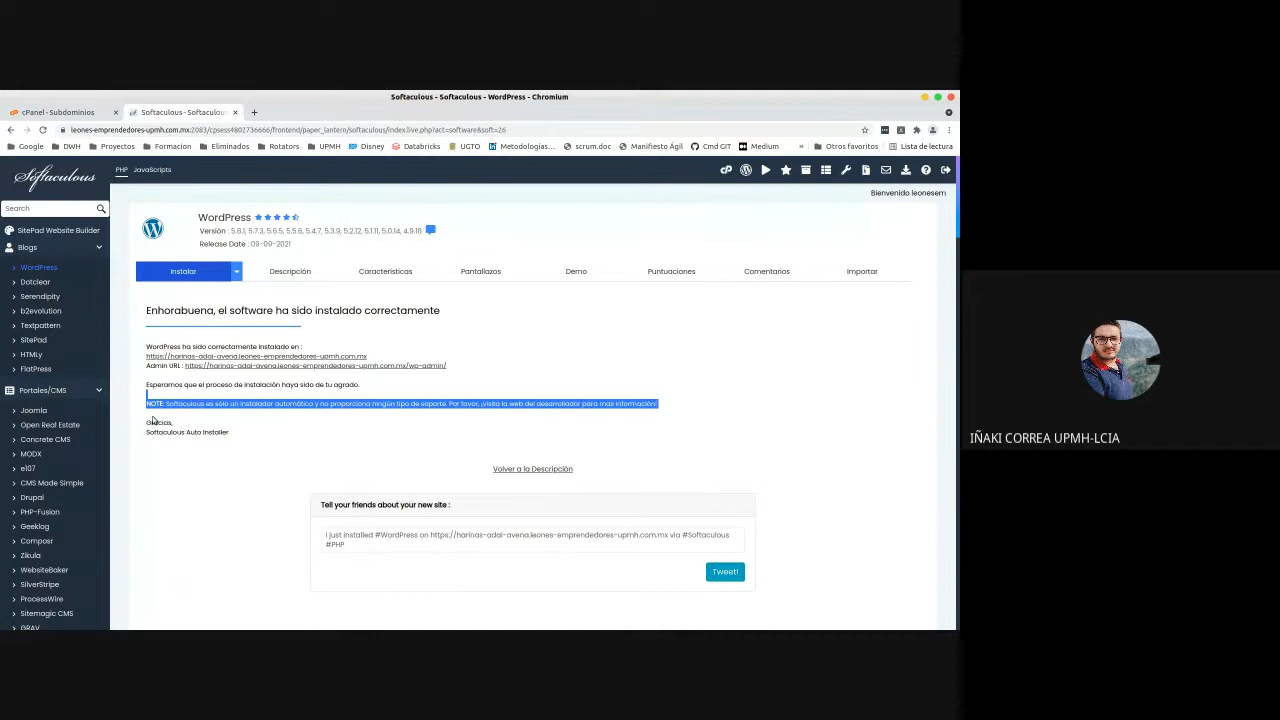 Softaculous - Softaculous - WordPress - Chromium
cPanel - Subdominios
Softaculous - Softaculou
leones-emprendedores-upmh.com.mx:2083/cpsess4802736666/frontend/paper_lantern/softaculous/index.live.php?act=software&soft=26
Google DWH Proyectos Formacion Eliminados Rotators UPMH Disney Databricks UGTO Metodologías... scrum.doc Manifiesto Ágil Cmd GIT Medium » Otros favoritos Lista de lectura
Softaculous
PHP JavaScripts
Bienvenido leonesem
Search
SitePad Website Builder
Blogs
WordPress
Dotclear
Serendipity
b2evolution
Textpattern
SitePad
HTMLy
FlatPress
Portales/CMS
Joomla
Open Real Estate
Concrete CMS
MODX
e107
CMS Made Simple
Drupal
PHP-Fusion
Geeklog
Composr
Zikula
WebsiteBaker
SilverStripe
ProcessWire
Sitemagic CMS
GRAV
WordPress
Versión : 5.8.1, 5.7.3, 5.6.5, 5.5.6, 5.4.7, 5.3.9, 5.2.12, 5.1.11, 5.0.14, 4.9.18
Release Date : 09-09-2021
Instalar Descripción Características Pantallazos Demo Puntuaciones Comentarios Importar
Enhorabuena, el software ha sido instalado correctamente
WordPress ha sido correctamente instalado en :
https://harinas-adai-avena.leones-emprendedores-upmh.com.mx
Admin URL : https://harinas-adai-avena.leones-emprendedores-upmh.com.mx/wp-admin/
Esperamos que el proceso de instalación haya sido de tu agrado.
NOTE: Softaculous es sólo un instalador automático y no proporciona ningún tipo de soporte. Por favor, ¡visita la web del desarrollador para mas información!
Gracias,
Softaculous Auto Installer
Volver a la Descripción
Tell your friends about your new site :
I just installed #WordPress on https://harinas-adai-avena.leones-emprendedores-upmh.com.mx via #Softaculous
#PHP
Tweet!
IÑAKI CORREA UPMH-LCIA